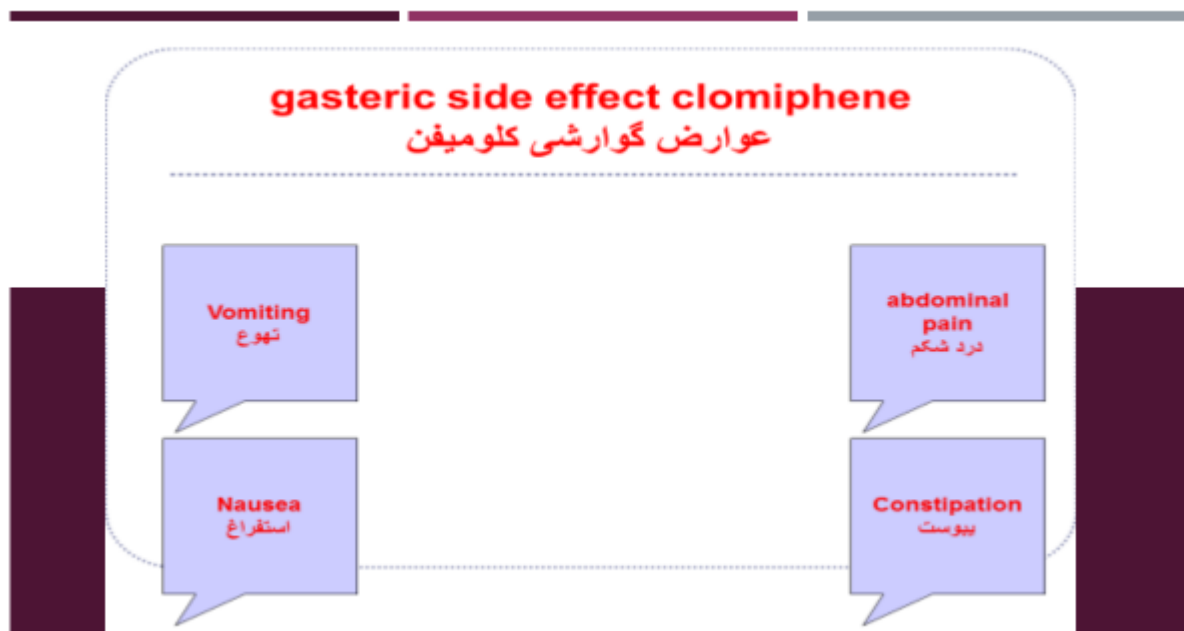 gasteric side effect clomiphene
عوارض گوارشی کلومیفن
Vomiting
تهوع
abdominal
pain
درد شکم
Nausea
استفراغ
Constipation
یبوست